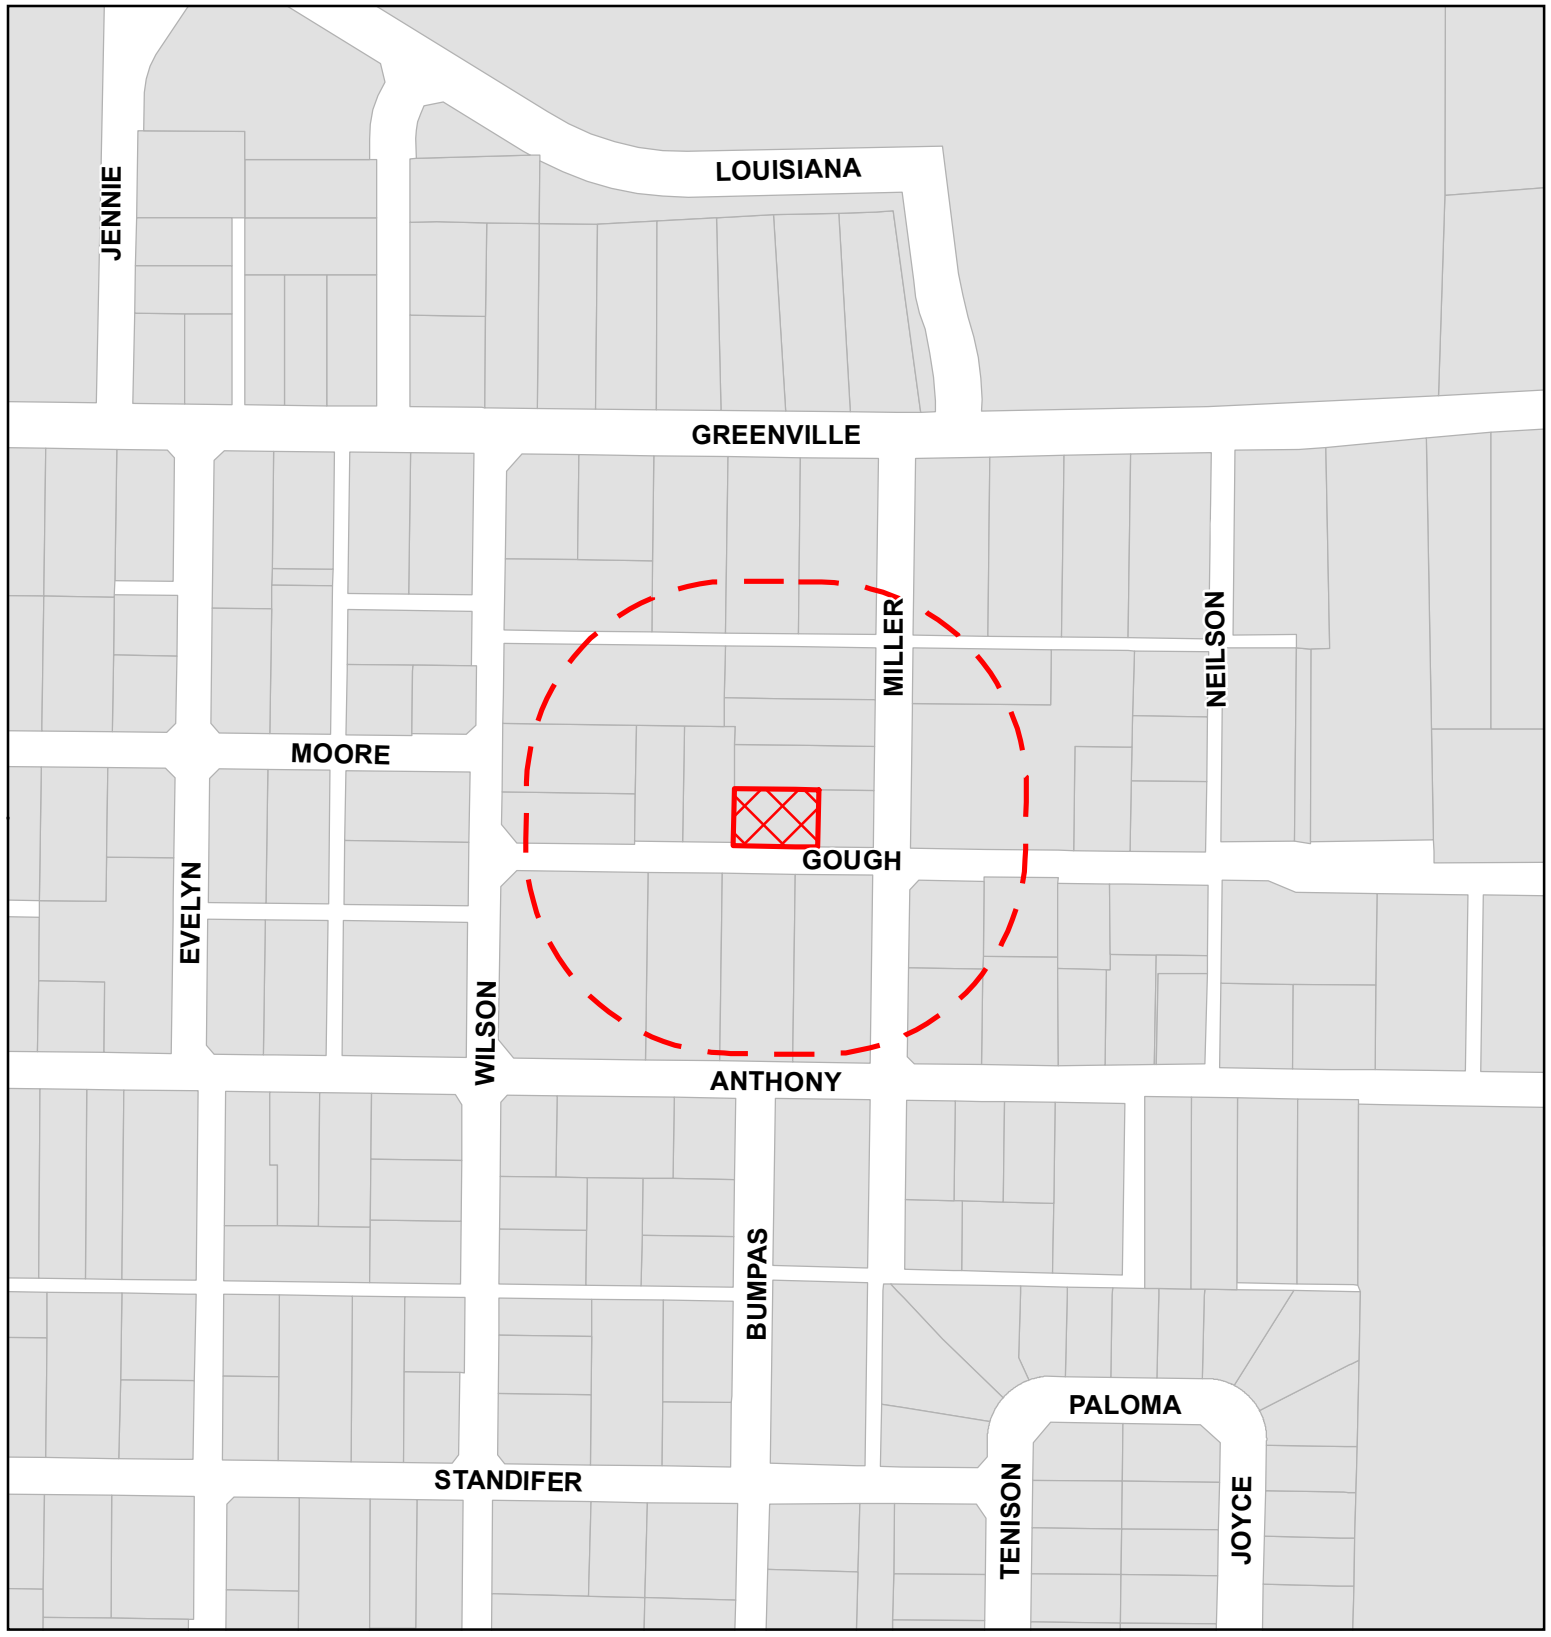 LOUISIANA
JENNIE
GREENVILLE
MILLER
NEILSON
MOORE
GOUGH
EVELYN
WILSON
ANTHONY
BUMPAS
PALOMA
STANDIFER
TENISON
JOYCE